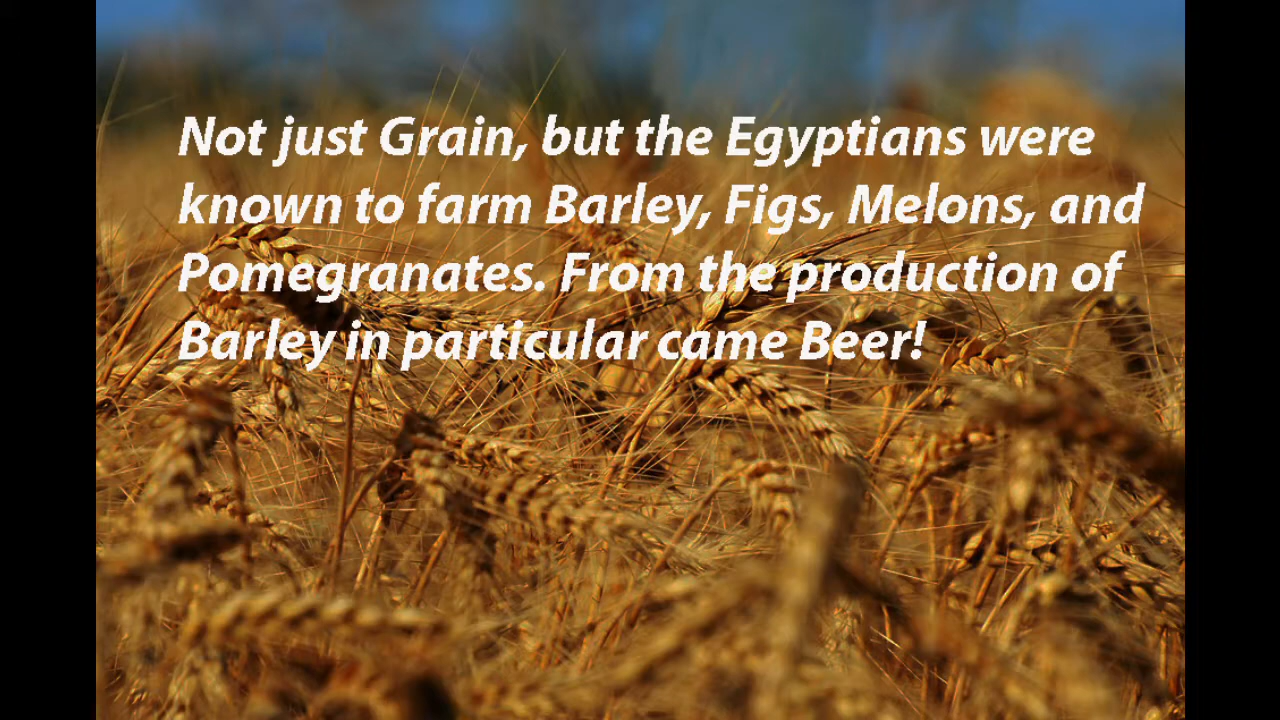 Not just Grain, but the Egyptians were
known to farm Barley, Figs, Melons, and
Pomegranates. From the production of
Barley in particular came Beer!